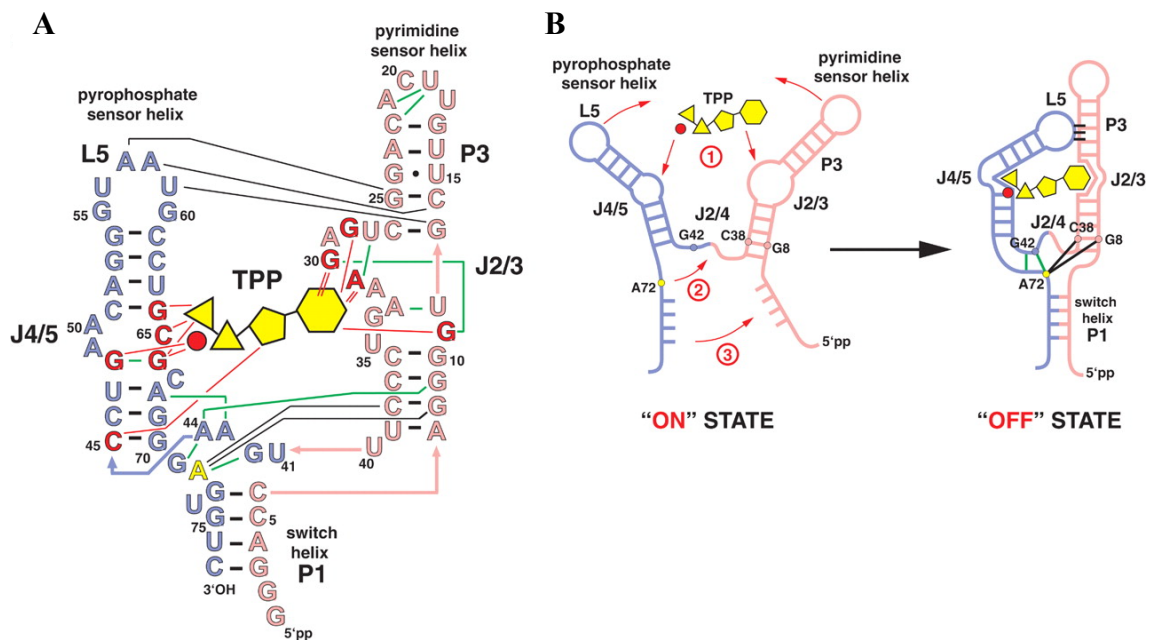 A
B
pyrimidine
sensor helix
pyrophosphate
sensor helix
L5
A A
U
G
55
G
G
A
C
50
A
A
G
U
C
45
C
U
G
60
C
C
U
G
65
C
G
C
A
G
70
G
G
A
J4/5
TPP
20
A C U
C
A
G
G
25
U
G
U
U
15
C
G
P3
C
U
G
A
G
30
A
A
G
U
35
C
C
C
U
U
40
A
J2/3
U
G
G
10
G
G
A
44
A A
G U
41
U
G
G
75
U
C
3'OH
C
C
5
A
G
G
G
5'pp
switch
helix
P1
pyrophosphate
sensor helix
pyrimidine
sensor helix
L5
TPP
1
P3
J4/5
J2/4
J2/3
G42
C38
G8
A72
2
3
5'pp
"ON" STATE
L5
P3
J4/5
J2/3
J2/4
G42
C38
G8
A72
switch
helix
P1
5'pp
"OFF" STATE